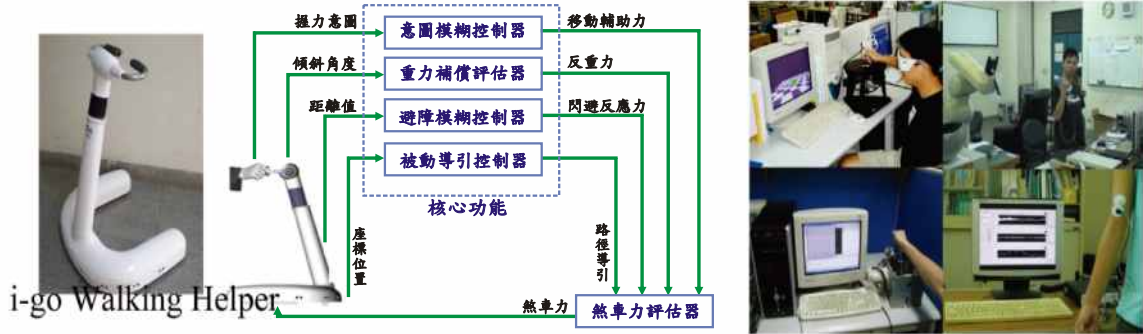 握力意圖
意圖模糊控制器
移動輔助力
傾斜角度
重力補償評估器
反重力
距離值
避障模糊控制器
閃避反應力
被動導引控制器
核心功能
座標位置
路徑導引
i-go Walking Helper
煞車力
煞車力評估器